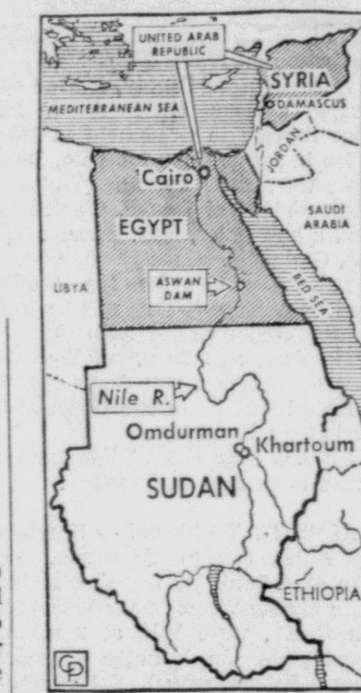 UNITED ARAB
REPUBLIC
SYRIA
DAMASCUS
MEDITERRANEAN SEA
JORDAN
Cairo
SAUDI
ARABIA
EGYPT
LIBYA
ASWAN
DAM
RED SEA
Nile R.
Omdurman
Khartoum
SUDAN
ETHIOPIA
CP